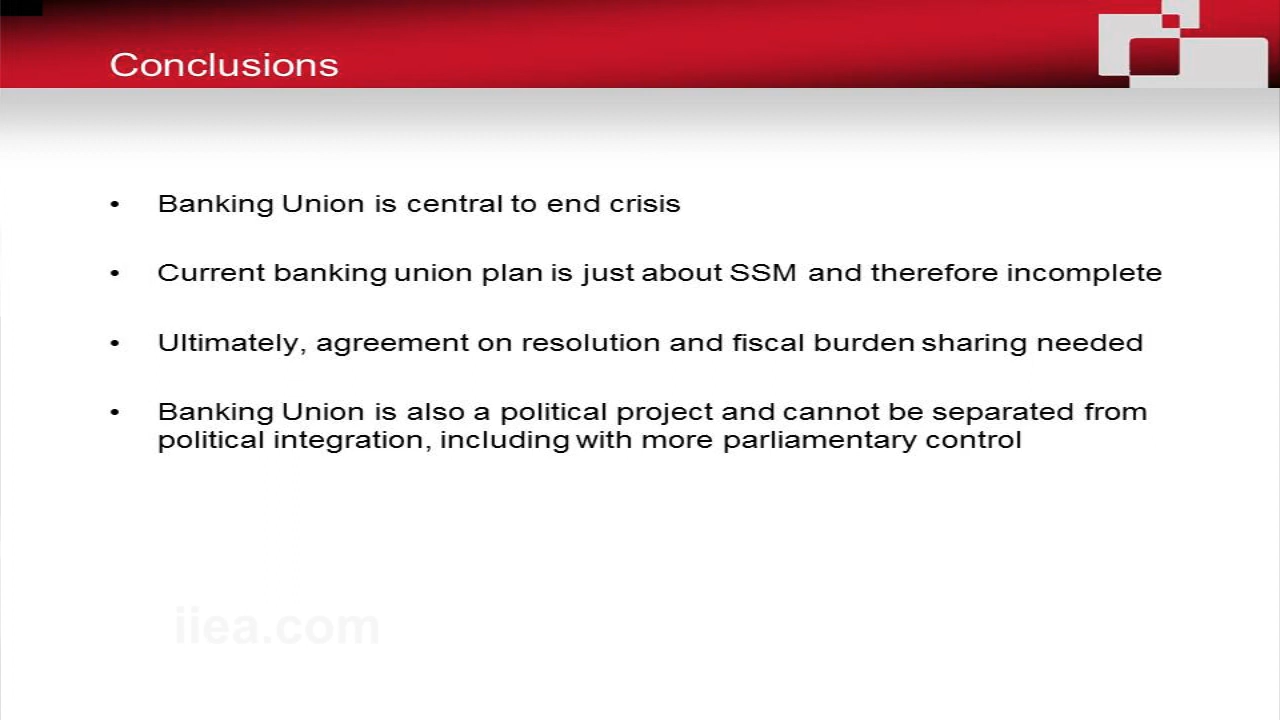 Conclusions
• Banking Union is central to end crisis
• Current banking union plan is just about SSM and therefore incomplete
• Ultimately, agreement on resolution and fiscal burden sharing needed
• Banking Union is also a political project and cannot be separated from
political integration, including with more parliamentary control
iiea.com